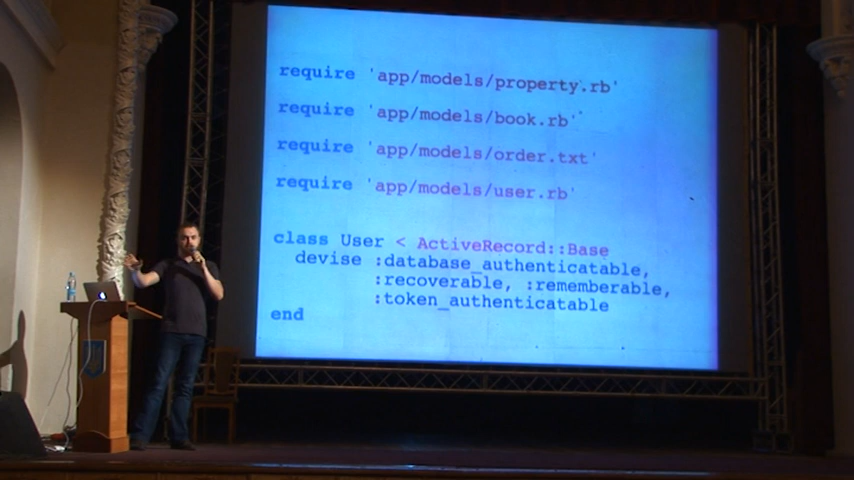 require 'app/models/property.rb'
require 'app/models/book.rb'
require 'app/models/order.txt'
require 'app/models/user.rb'
class User < ActiveRecord::Base
devise :database_authenticatable,
:recoverable, :rememberable,
:token_authenticatable
end